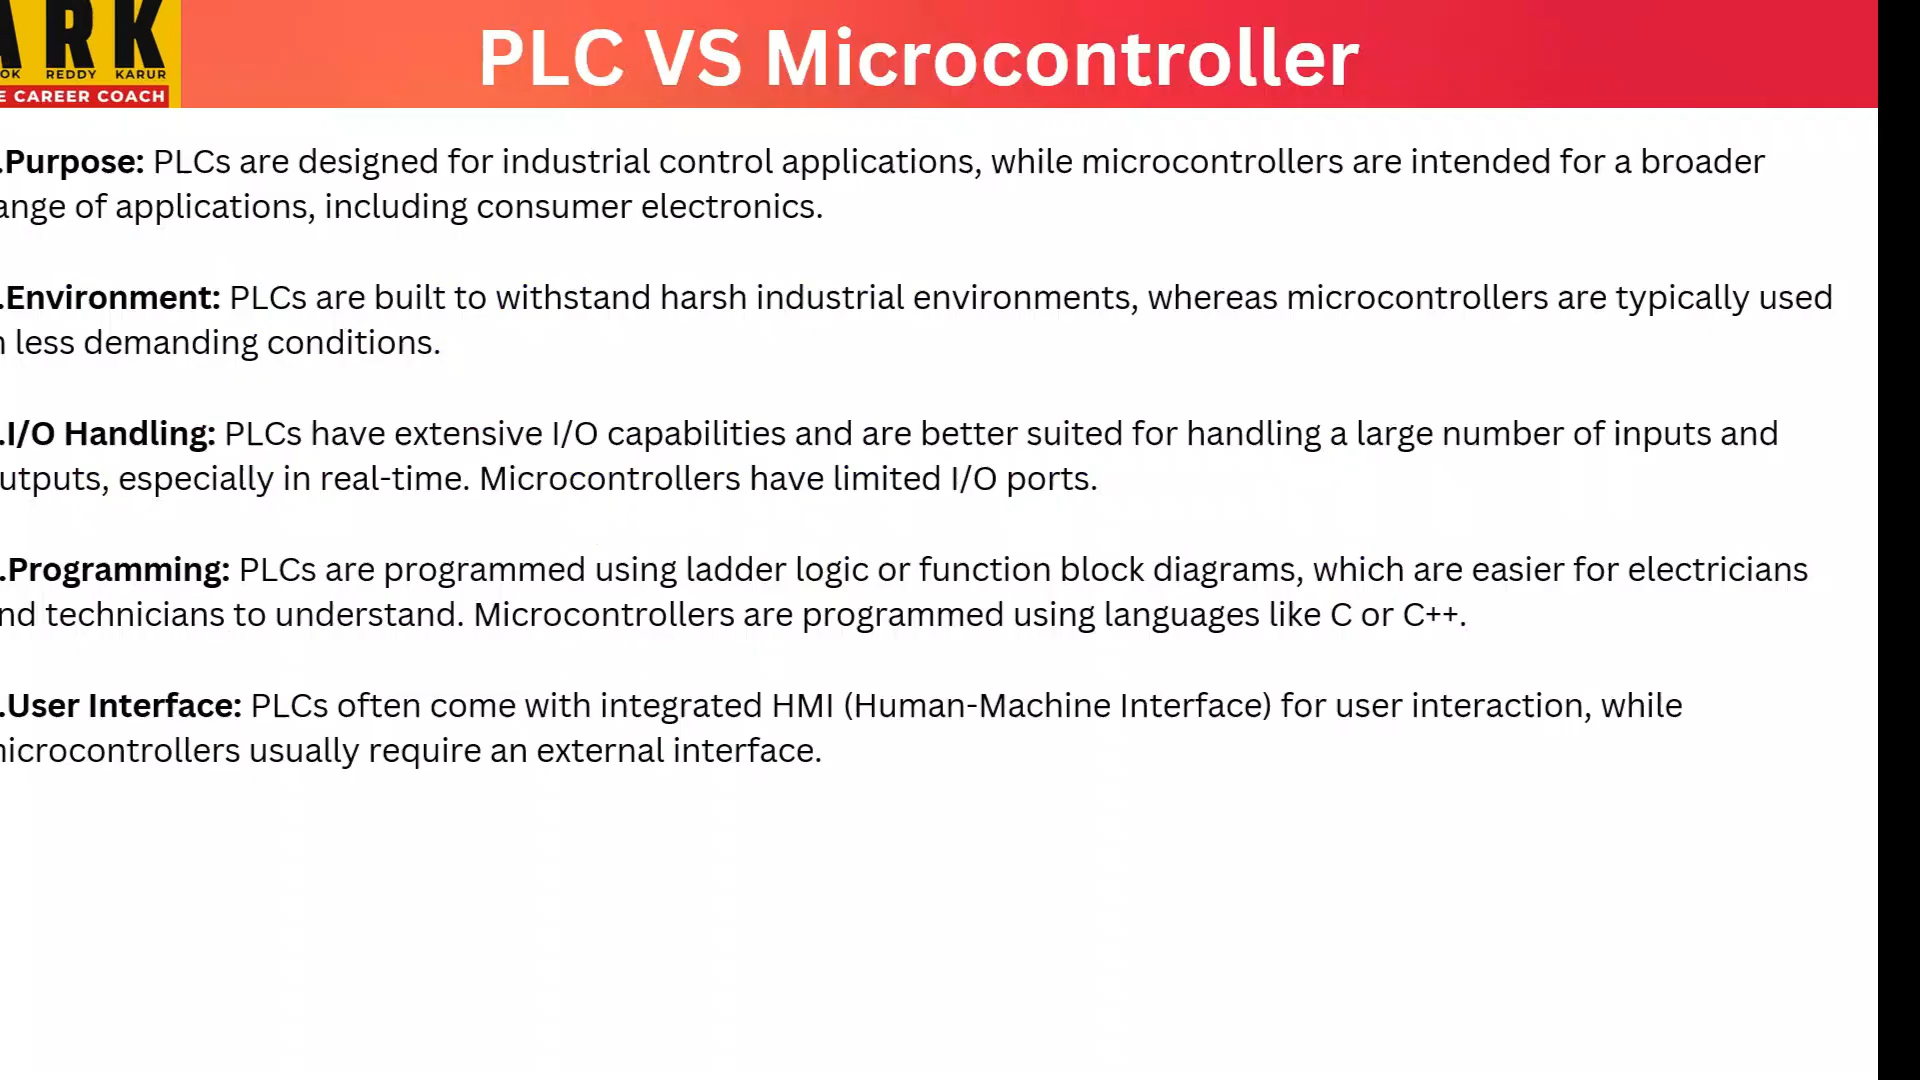 ARK
OK REDDY KARUR
E CAREER COACH
PLC VS Microcontroller
.Purpose: PLCs are designed for industrial control applications, while microcontrollers are intended for a broader
ange of applications, including consumer electronics.
.Environment: PLCs are built to withstand harsh industrial environments, whereas microcontrollers are typically used
n less demanding conditions.
.I/O Handling: PLCs have extensive I/O capabilities and are better suited for handling a large number of inputs and
utputs, especially in real-time. Microcontrollers have limited I/O ports.
.Programming: PLCs are programmed using ladder logic or function block diagrams, which are easier for electricians
nd technicians to understand. Microcontrollers are programmed using languages like C or C++.
.User Interface: PLCs often come with integrated HMI (Human-Machine Interface) for user interaction, while
microcontrollers usually require an external interface.